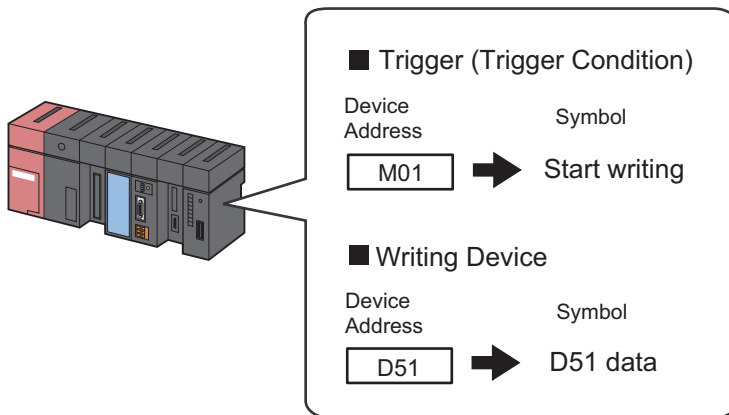 ■ Trigger (Trigger Condition)
Device
Address
Symbol
M01
Start writing
■ Writing Device
Device
Address
Symbol
D51
D51 data